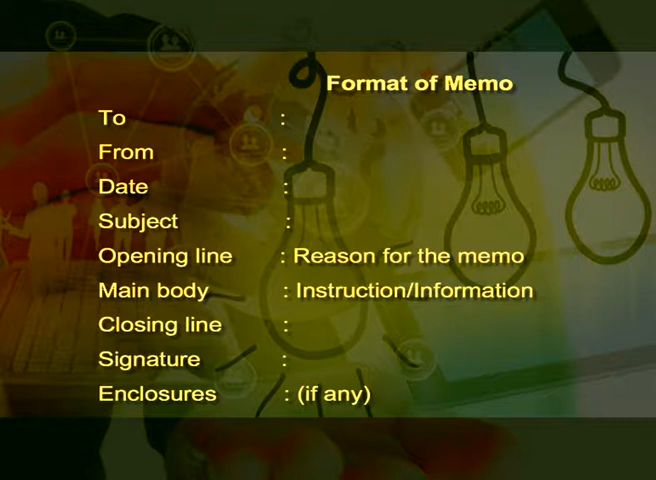 Format of Memo
To :
From :
Date :
Subject :
Opening line : Reason for the memo
Main body : Instruction/Information
Closing line :
Signature :
Enclosures : (if any)